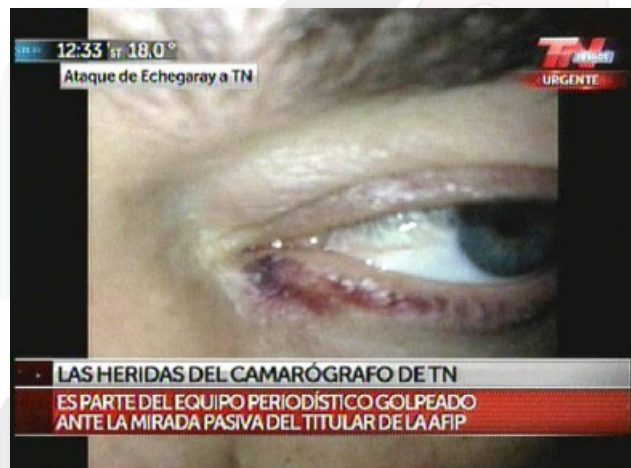 12:33 ST 18.0°
Ataque de Echegaray a TN
TN
URGENTE
LAS HERIDAS DEL CAMARÓGRAFO DE TN
ES PARTE DEL EQUIPO PERIODÍSTICO GOLPEADO
ANTE LA MIRADA PASIVA DEL TITULAR DE LA AFIP